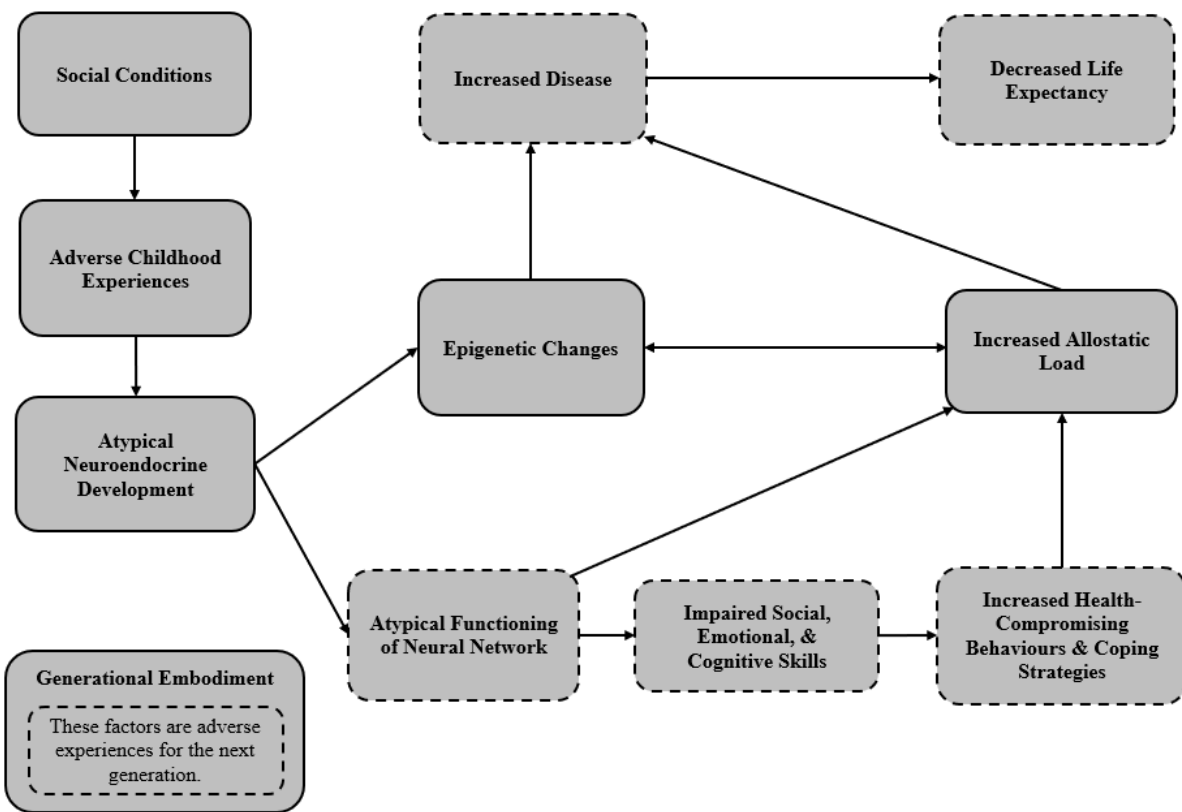 Social Conditions
Increased Disease
Decreased Life
Expectancy
Adverse Childhood
Experiences
Epigenetic Changes
Increased Allostatic
Load
Atypical
Neuroendocrine
Development
Atypical Functioning
of Neural Network
Impaired Social,
Emotional, &
Cognitive Skills
Increased Health-
Compromising
Behaviours & Coping
Strategies
Generational Embodiment
These factors are adverse
experiences for the next
generation.